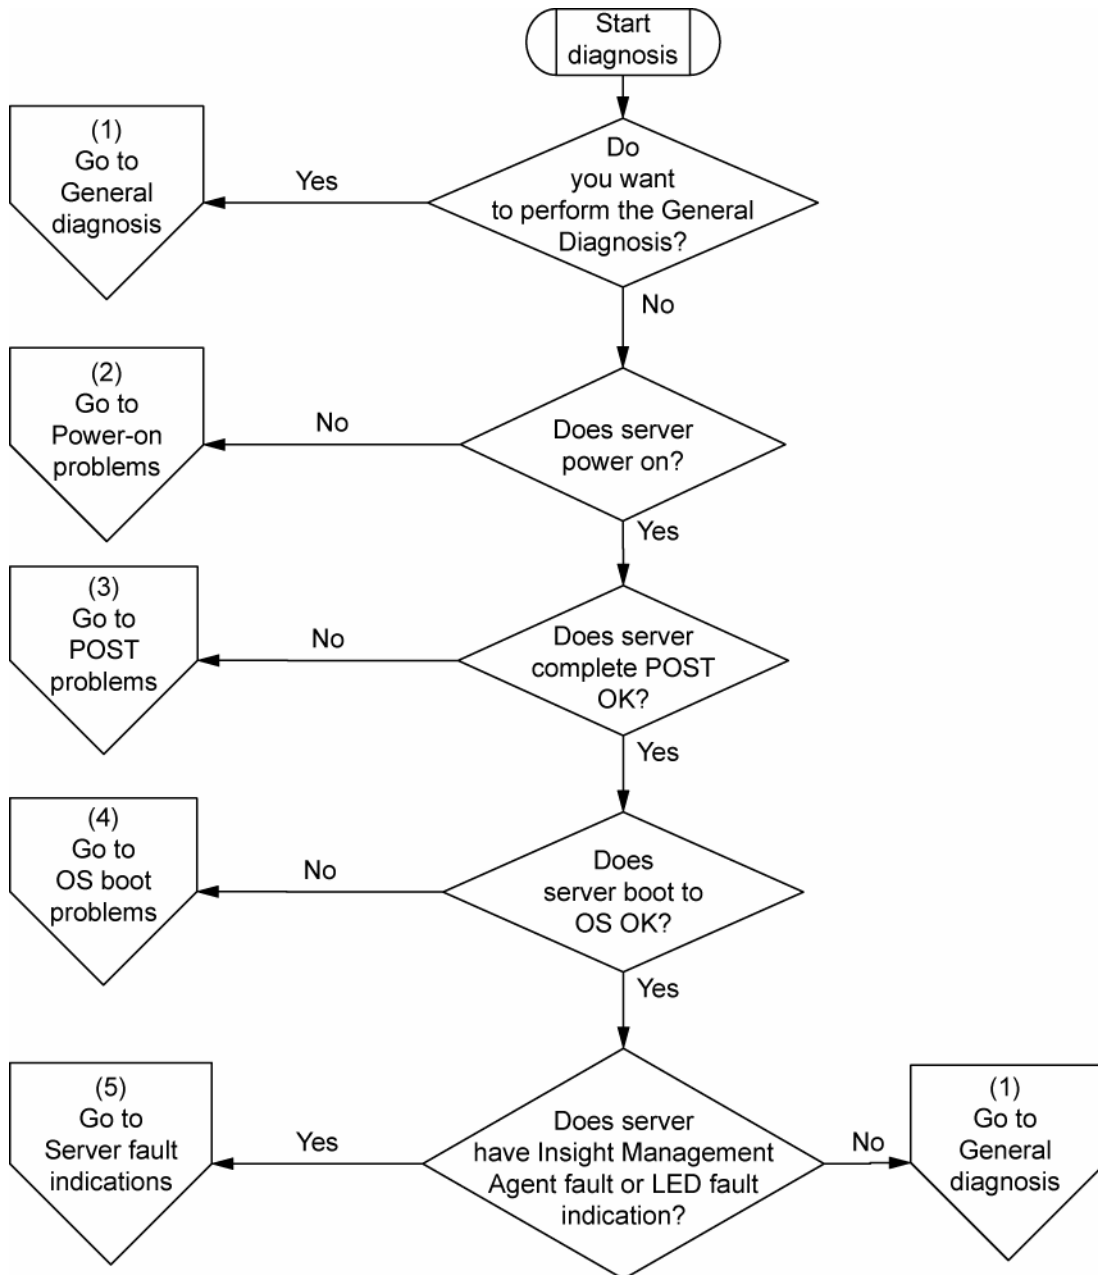 Start
diagnosis
Do
you want
to perform the General
Diagnosis?
Yes
(1)
Go to
General
diagnosis
No
Does server
power on?
No
(2)
Go to
Power-on
problems
Yes
Does server
complete POST
OK?
No
(3)
Go to
POST
problems
Yes
Does
server boot to
OS OK?
No
(4)
Go to
OS boot
problems
Yes
Does server
have Insight Management
Agent fault or LED fault
indication?
Yes
(5)
Go to
Server fault
indications
No
(1)
Go to
General
diagnosis